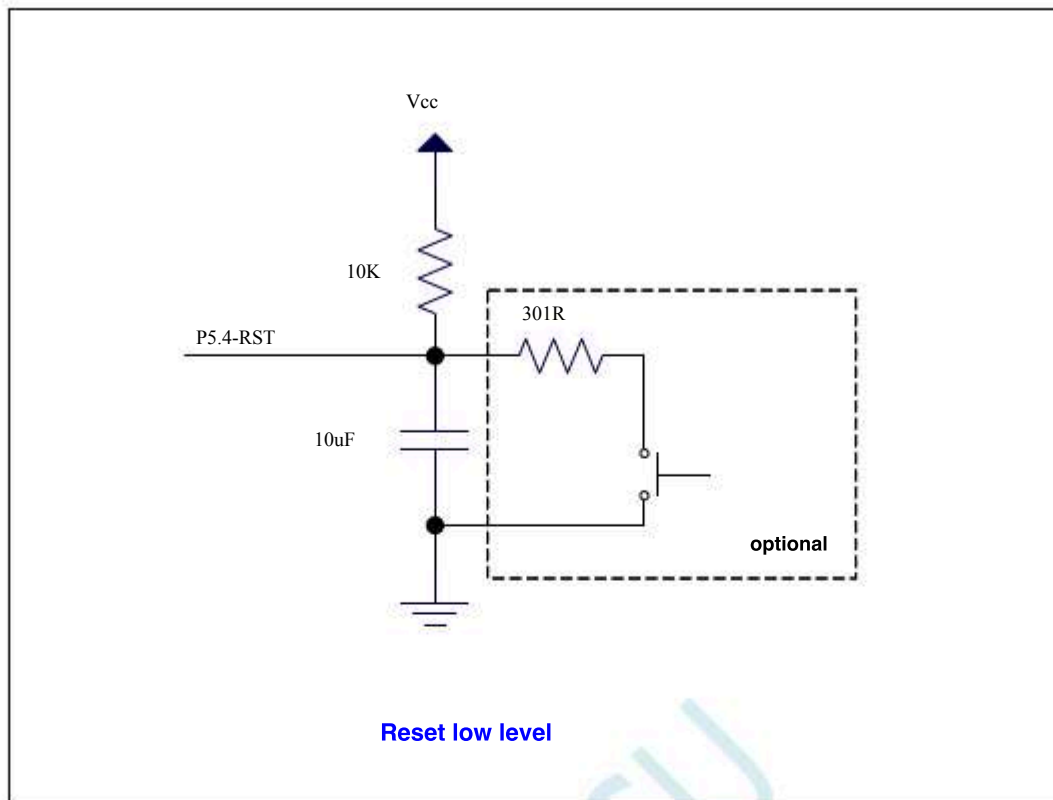 Vcc
10K
301R
P5.4-RST
10uF
optional
Reset low level